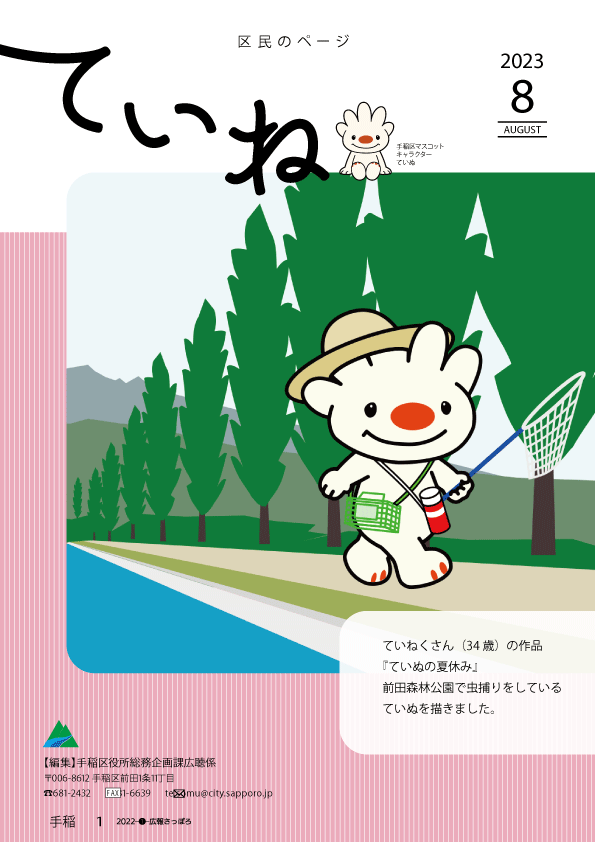 区民のページ
ていね
2023
8
AUGUST
手稲区マスコット
キャラクター
ていぬ
ていねくさん（34歳）の作品
『ていぬの夏休み』
前田森林公園で虫捕りをしている
ていぬを描きました。
【編集】手稲区役所総務企画課広聴係
〒006-8612 手稲区前田1条11丁目
☎681-2432 FAX 1-6639 te✉mu@city.sapporo.jp
手稲 1 2022-❽-広報さっぽろ